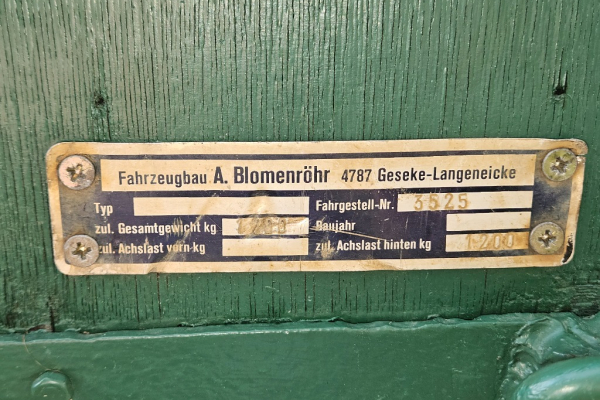 Fahrzeugbau A. Blomenröhr 4787 Geseke-Langeneicke
Typ Fahrgestell-Nr. 3525
zul. Gesamtgewicht kg 1200 Baujahr
zul. Achslast vorn kg zul. Achslast hinten kg 1200